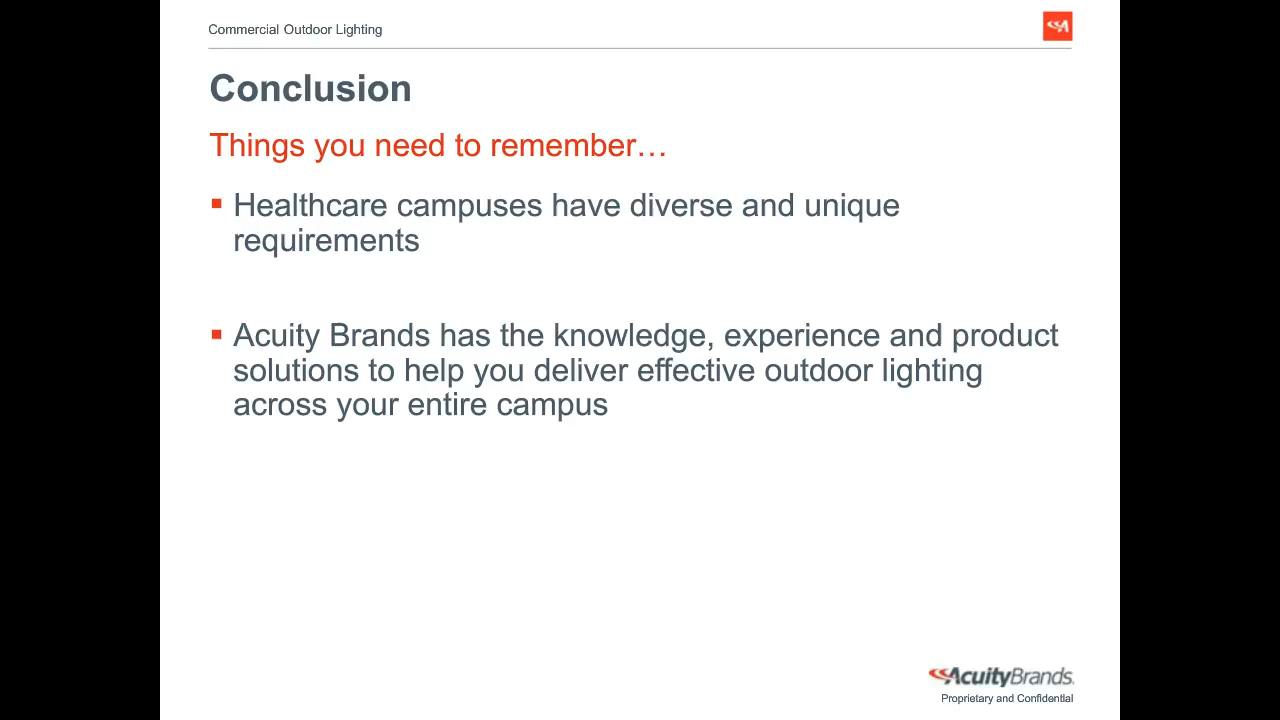 Commercial Outdoor Lighting
Conclusion
Things you need to remember…
Healthcare campuses have diverse and unique
requirements
Acuity Brands has the knowledge, experience and product
solutions to help you deliver effective outdoor lighting
across your entire campus
AcuityBrands.
Proprietary and Confidential